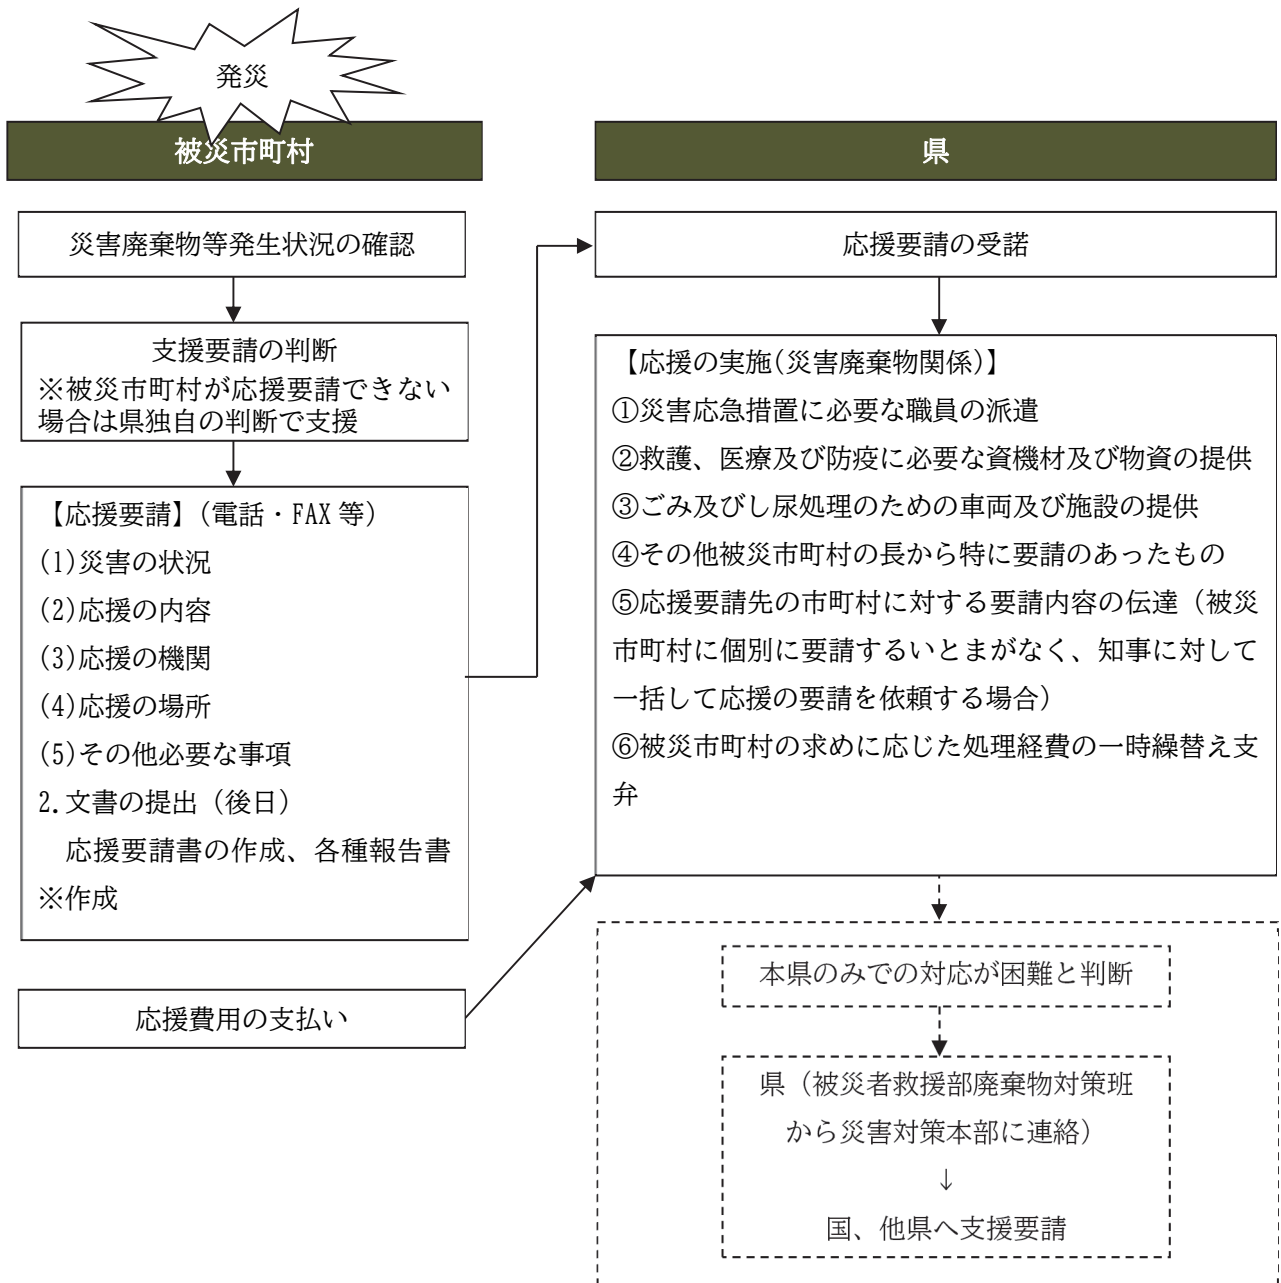 発災
被災市町村
災害廃棄物等発生状況の確認
支援要請の判断
※被災市町村が応援要請できない
場合は県独自の判断で支援
【応援要請】（電話・FAX 等）
(1)災害の状況
(2)応援の内容
(3)応援の機関
(4)応援の場所
(5)その他必要な事項
2.文書の提出（後日）
応援要請書の作成、各種報告書
※作成
応援費用の支払い
県
応援要請の受諾
【応援の実施(災害廃棄物関係)】
①災害応急措置に必要な職員の派遣
②救護、医療及び防疫に必要な資機材及び物資の提供
③ごみ及びし尿処理のための車両及び施設の提供
④その他被災市町村の長から特に要請のあったもの
⑤応援要請先の市町村に対する要請内容の伝達（被災
市町村に個別に要請するいとまがなく、知事に対して
一括して応援の要請を依頼する場合）
⑥被災市町村の求めに応じた処理経費の一時繰替え支
弁
本県のみでの対応が困難と判断
県（被災者救援部廃棄物対策班
から災害対策本部に連絡）
↓
国、他県へ支援要請